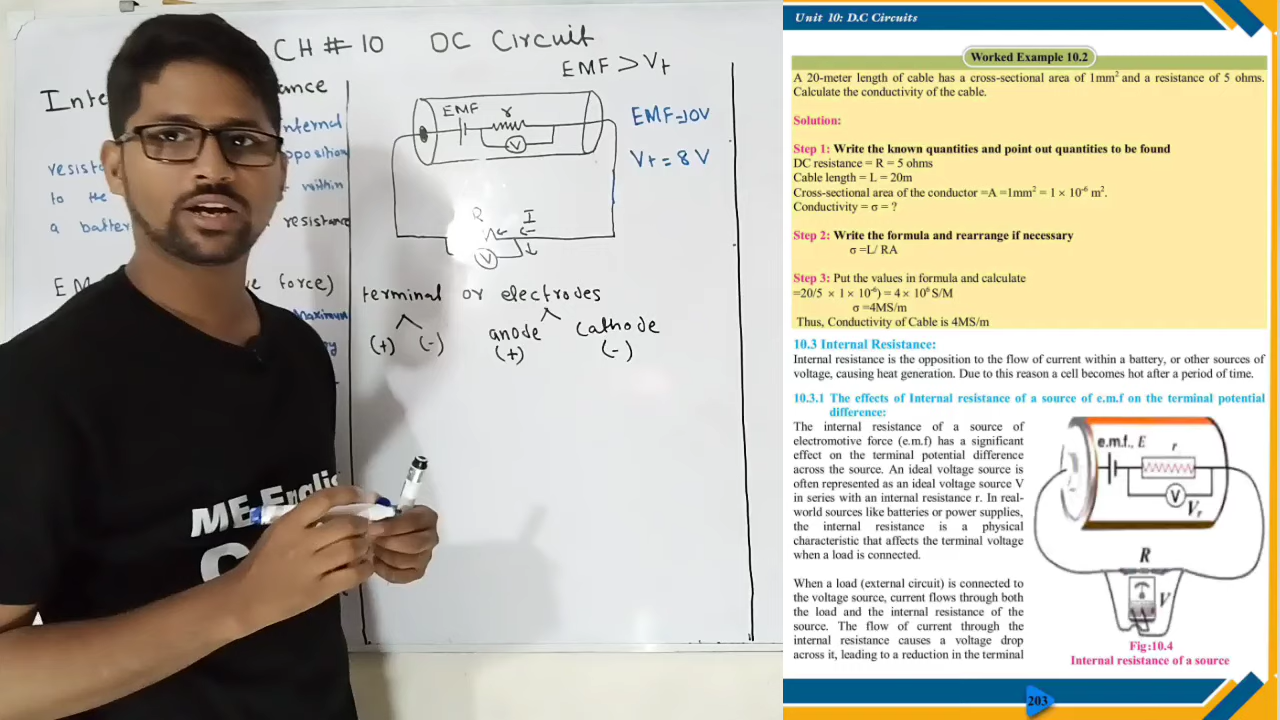 CH # 10 DC Circuit
EMF > Vt
Inte ance
internal
resist opposition
to the within
a batter resistance
EM ve force)
Maximum
EMF r
V
EMF=10V
Vt = 8 V
R I
V
terminal or electrodes
(+) (-) anode cathode
(+) (-)
ME Englis
C
Unit 10: D.C Circuits
Worked Example 10.2
A 20-meter length of cable has a cross-sectional area of 1mm² and a resistance of 5 ohms.
Calculate the conductivity of the cable.
Solution:
Step 1: Write the known quantities and point out quantities to be found
DC resistance = R = 5 ohms
Cable length = L = 20m
Cross-sectional area of the conductor =A =1mm² = 1 × 10⁻⁶ m².
Conductivity = σ = ?
Step 2: Write the formula and rearrange if necessary
σ =L/ RA
Step 3: Put the values in formula and calculate
=20/5 × 1 × 10⁻⁶) = 4 × 10⁶ S/M
σ =4MS/m
Thus, Conductivity of Cable is 4MS/m
10.3 Internal Resistance:
Internal resistance is the opposition to the flow of current within a battery, or other sources of
voltage, causing heat generation. Due to this reason a cell becomes hot after a period of time.
10.3.1 The effects of Internal resistance of a source of e.m.f on the terminal potential
difference:
The internal resistance of a source of
electromotive force (e.m.f) has a significant
effect on the terminal potential difference
across the source. An ideal voltage source is
often represented as an ideal voltage source V
in series with an internal resistance r. In real-
world sources like batteries or power supplies,
the internal resistance is a physical
characteristic that affects the terminal voltage
when a load is connected.
When a load (external circuit) is connected to
the voltage source, current flows through both
the load and the internal resistance of the
source. The flow of current through the
internal resistance causes a voltage drop
across it, leading to a reduction in the terminal
e.m.f., E r
V Vr
R
V
Fig:10.4
Internal resistance of a source
203